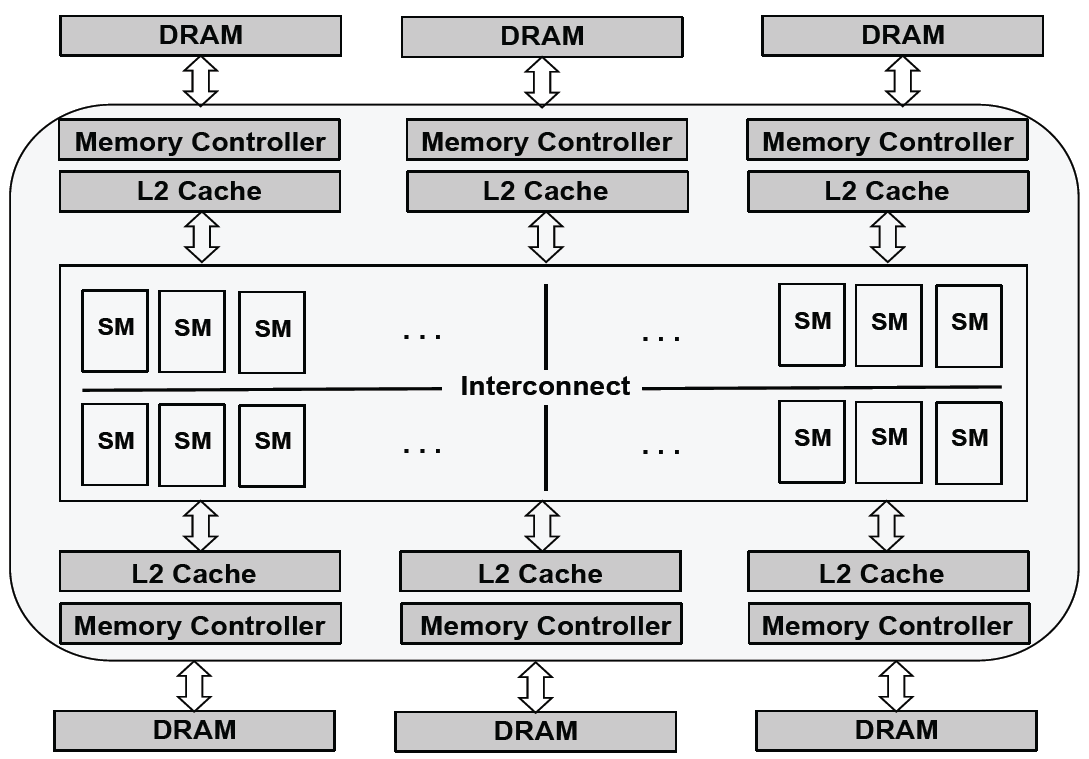 DRAM DRAM DRAM
Memory Controller Memory Controller Memory Controller
L2 Cache L2 Cache L2 Cache
SM SM SM ... ... SM SM SM
Interconnect
SM SM SM ... ... SM SM SM
L2 Cache L2 Cache L2 Cache
Memory Controller Memory Controller Memory Controller
DRAM DRAM DRAM